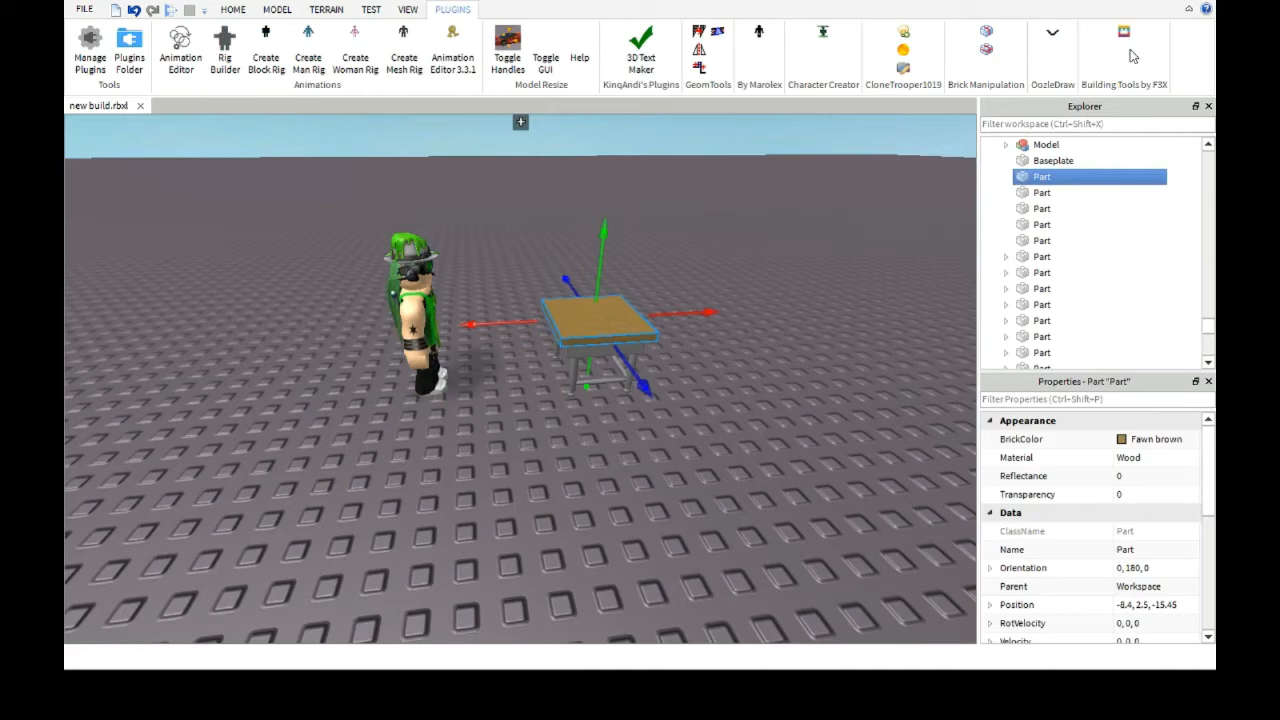 FILE HOME MODEL TERRAIN TEST VIEW PLUGINS
Manage Plugins
Plugins Folder
Animation Editor
Rig Builder
Create Block Rig
Create Man Rig
Create Woman Rig
Create Mesh Rig
Animation Editor 3.3.1
Toggle Handles
Toggle GUI
Help
3D Text Maker
Tools
Animations
Model Resize
KinqAndi's Plugins
GeomTools
By Marolex
Character Creator
CloneTrooper1019
Brick Manipulation
OozleDraw
Building Tools by F3X
new build.rbxl
Explorer
Filter workspace (Ctrl+Shift+X)
Model
Baseplate
Part
Part
Part
Part
Part
Part
Part
Part
Part
Part
Part
Part
Properties - Part "Part"
Filter Properties (Ctrl+Shift+P)
Appearance
BrickColor Fawn brown
Material Wood
Reflectance 0
Transparency 0
Data
ClassName Part
Name Part
Orientation 0, 180, 0
Parent Workspace
Position -8.4, 2.5, -15.45
RotVelocity 0, 0, 0
Velocity 0, 0, 0